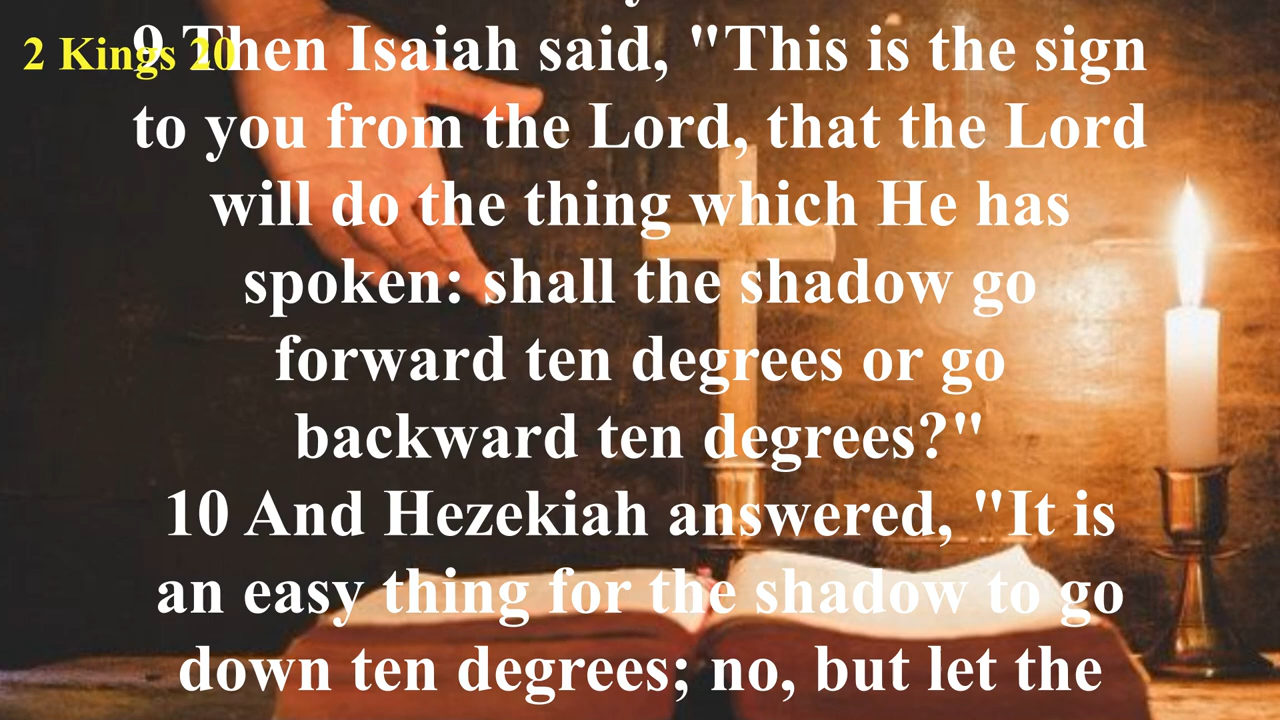 2 Kings 20
9 Then Isaiah said, "This is the sign
to you from the Lord, that the Lord
will do the thing which He has
spoken: shall the shadow go
forward ten degrees or go
backward ten degrees?"
10 And Hezekiah answered, "It is
an easy thing for the shadow to go
down ten degrees; no, but let the